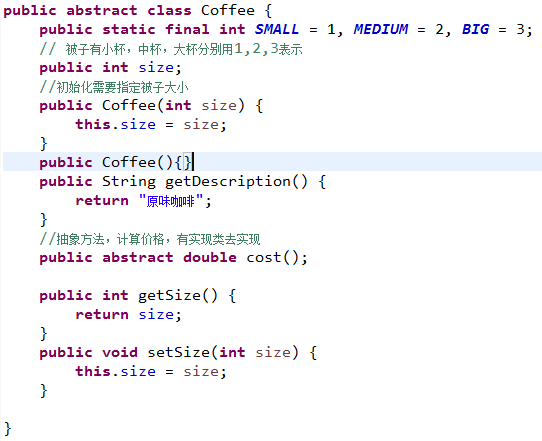 public abstract class Coffee {
    public static final int SMALL = 1, MEDIUM = 2, BIG = 3;
    // 被子有小杯，中杯，大杯分别用1,2,3表示
    public int size;
    //初始化需要指定被子大小
    public Coffee(int size) {
        this.size = size;
    }
    public Coffee(){}
    public String getDescription() {
        return "原味咖啡";
    }
    //抽象方法，计算价格，有实现类去实现
    public abstract double cost();

    public int getSize() {
        return size;
    }
    public void setSize(int size) {
        this.size = size;
    }

}